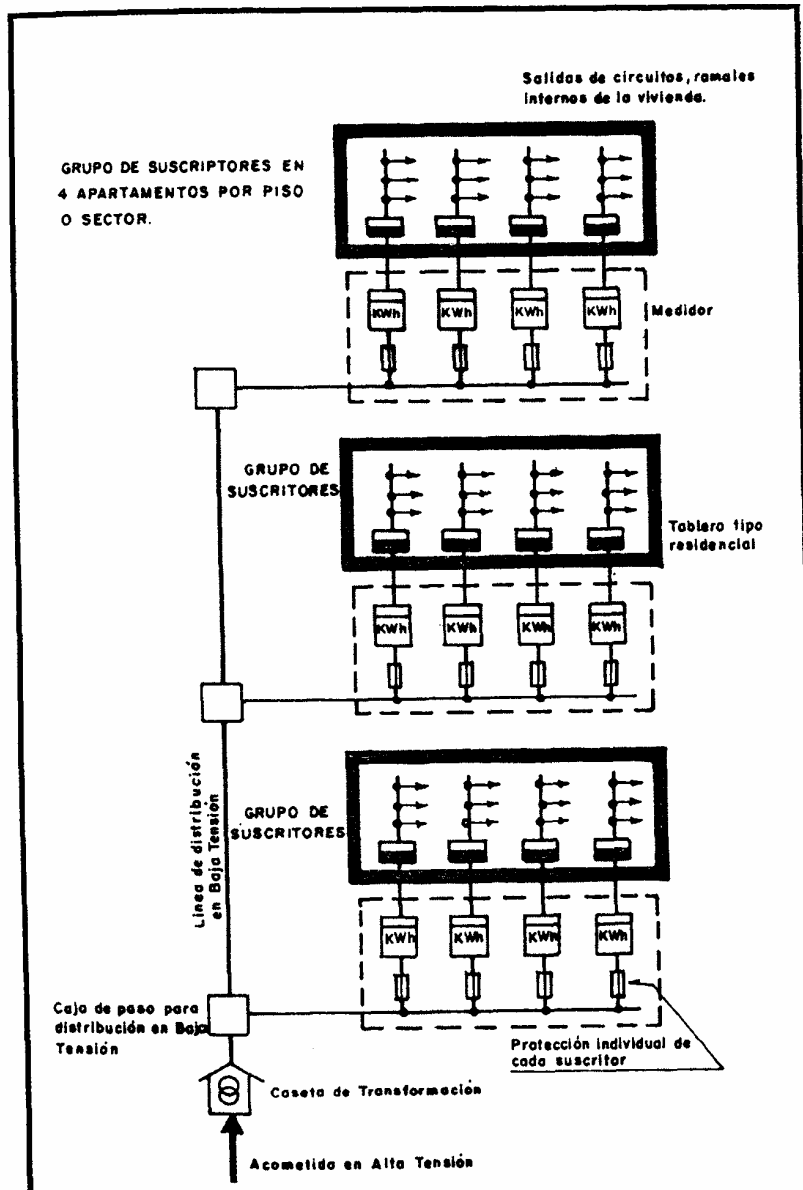 Salidas de circuitos, ramales
internos de la vivienda.
GRUPO DE SUSCRIPTORES EN
4 APARTAMENTOS POR PISO
O SECTOR.
KWh KWh KWh KWh
Medidor
GRUPO DE
SUSCRITORES
Tablero tipo
residencial
KWh KWh KWh KWh
Linea de distribución
en Baja Tensión
GRUPO DE
SUSCRITORES
KWh KWh KWh KWh
Caja de paso para
distribución en Baja
Tensión
Protección individual de
cada suscritor
Caseta de Transformación
Acometida en Alta Tensión